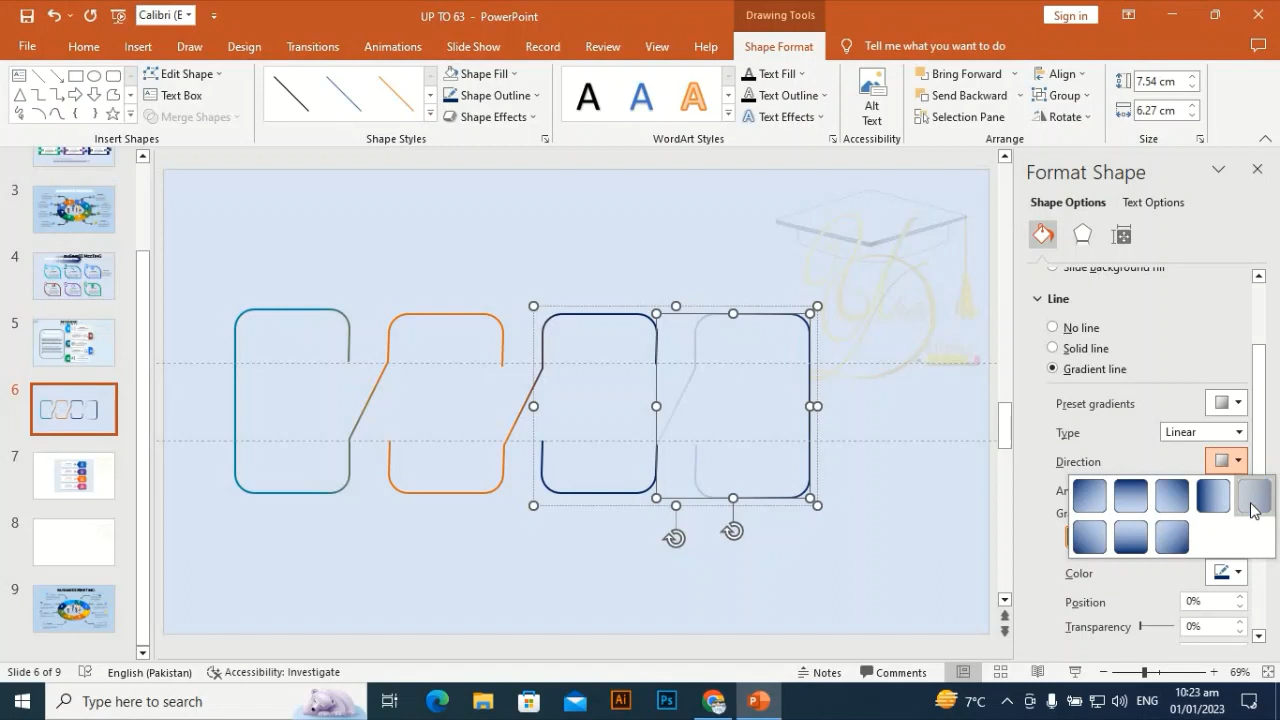 Calibri (E
UP TO 63 - PowerPoint
Drawing Tools
Sign in
File
Home
Insert
Draw
Design
Transitions
Animations
Slide Show
Record
Review
View
Help
Shape Format
Tell me what you want to do
Edit Shape
Text Box
Merge Shapes
Insert Shapes
Shape Fill
Shape Outline
Shape Effects
Shape Styles
A A A
Text Fill
Text Outline
Text Effects
WordArt Styles
Alt
Text
Accessibility
Bring Forward
Send Backward
Selection Pane
Align
Group
Rotate
Arrange
7.54 cm
6.27 cm
Size
3
4
5
6
7
8
9
Format Shape
Shape Options
Text Options
Slide Background fill
Line
No line
Solid line
Gradient line
Preset gradients
Type
Linear
Direction
Color
Position
0%
Transparency
0%
Slide 6 of 9
English (Pakistan)
Accessibility: Investigate
Notes
Comments
69%
Type here to search
Ai
Ps
7°C
ENG
10:23 am
01/01/2023